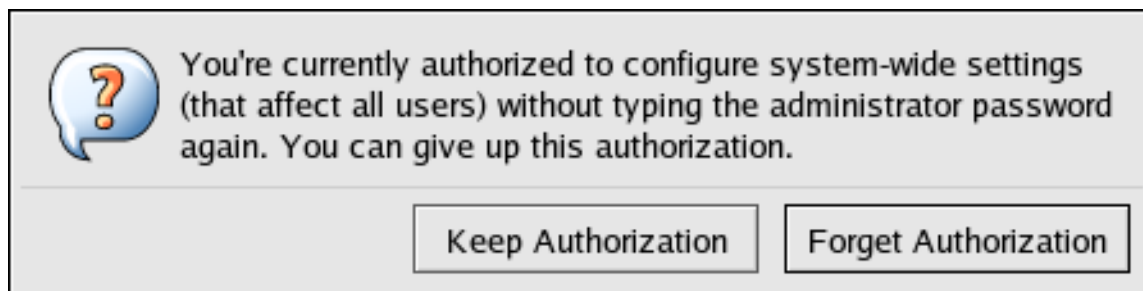 You're currently authorized to configure system-wide settings
(that affect all users) without typing the administrator password
again. You can give up this authorization.
Keep Authorization
Forget Authorization